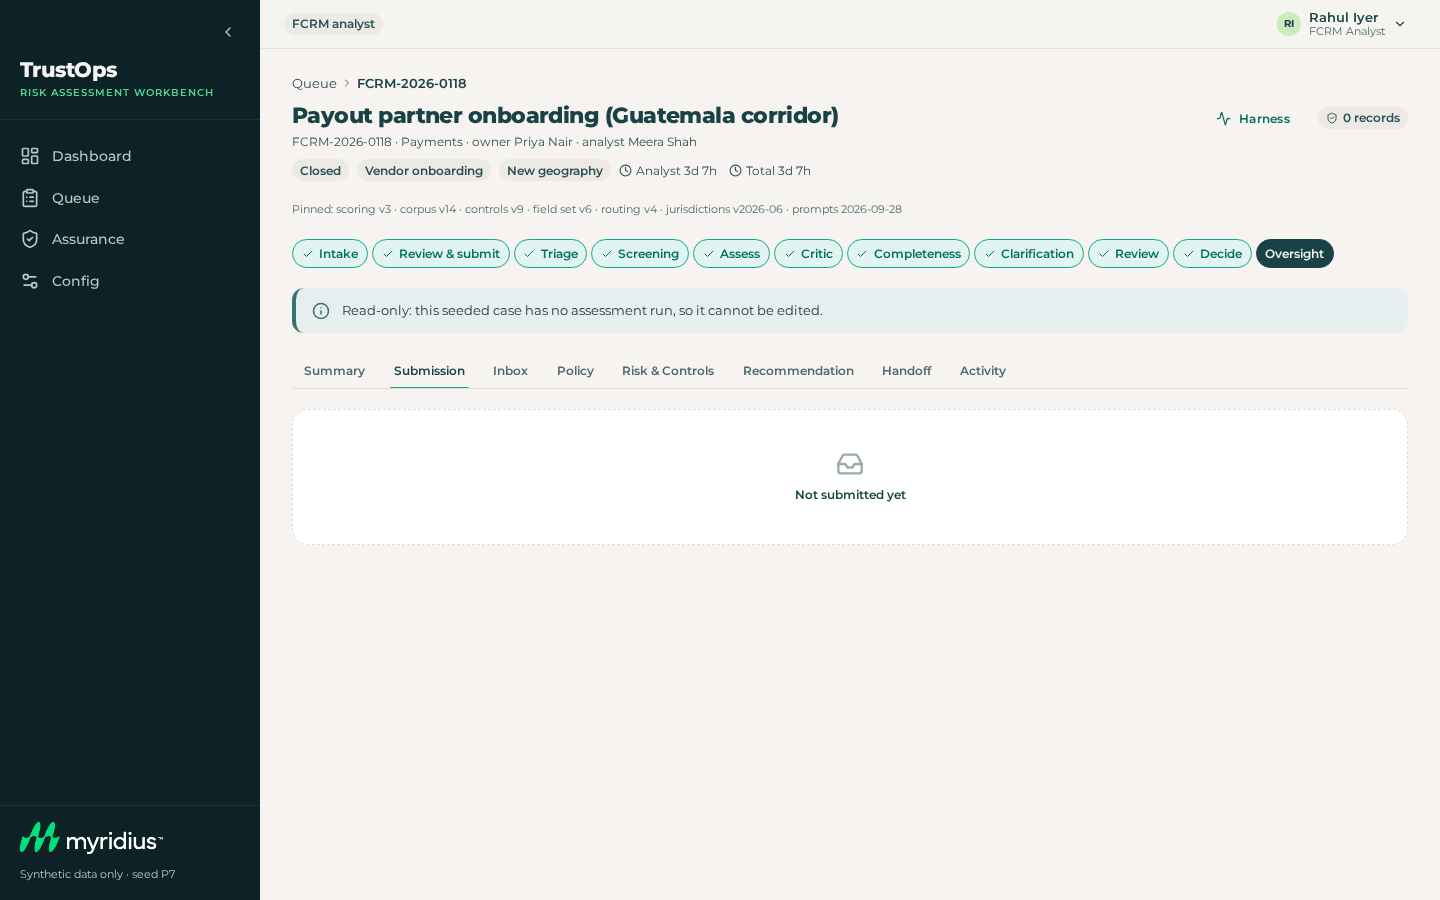 FCRM analyst
RI
Rahul Iyer
FCRM Analyst
TrustOps
RISK ASSESSMENT WORKBENCH
Dashboard
Queue
Assurance
Config
myridius™
Synthetic data only · seed P7
Queue > FCRM-2026-0118
Payout partner onboarding (Guatemala corridor)
Harness
0 records
FCRM-2026-0118 · Payments · owner Priya Nair · analyst Meera Shah
Closed Vendor onboarding New geography Analyst 3d 7h Total 3d 7h
Pinned: scoring v3 · corpus v14 · controls v9 · field set v6 · routing v4 · jurisdictions v2026-06 · prompts 2026-09-28
Intake Review & submit Triage Screening Assess Critic Completeness Clarification Review Decide Oversight
Read-only: this seeded case has no assessment run, so it cannot be edited.
Summary Submission Inbox Policy Risk & Controls Recommendation Handoff Activity
Not submitted yet